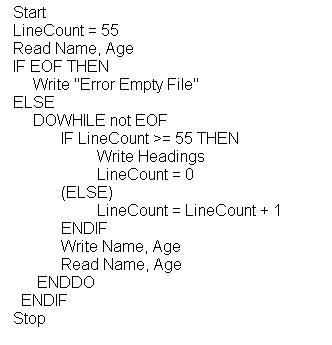 Start
LineCount = 55
Read Name, Age
IF EOF THEN
Write "Error Empty File"
ELSE
DOWHILE not EOF
IF LineCount >= 55 THEN
Write Headings
LineCount = 0
(ELSE)
LineCount = LineCount + 1
ENDIF
Write Name, Age
Read Name, Age
ENDDO
ENDIF
Stop